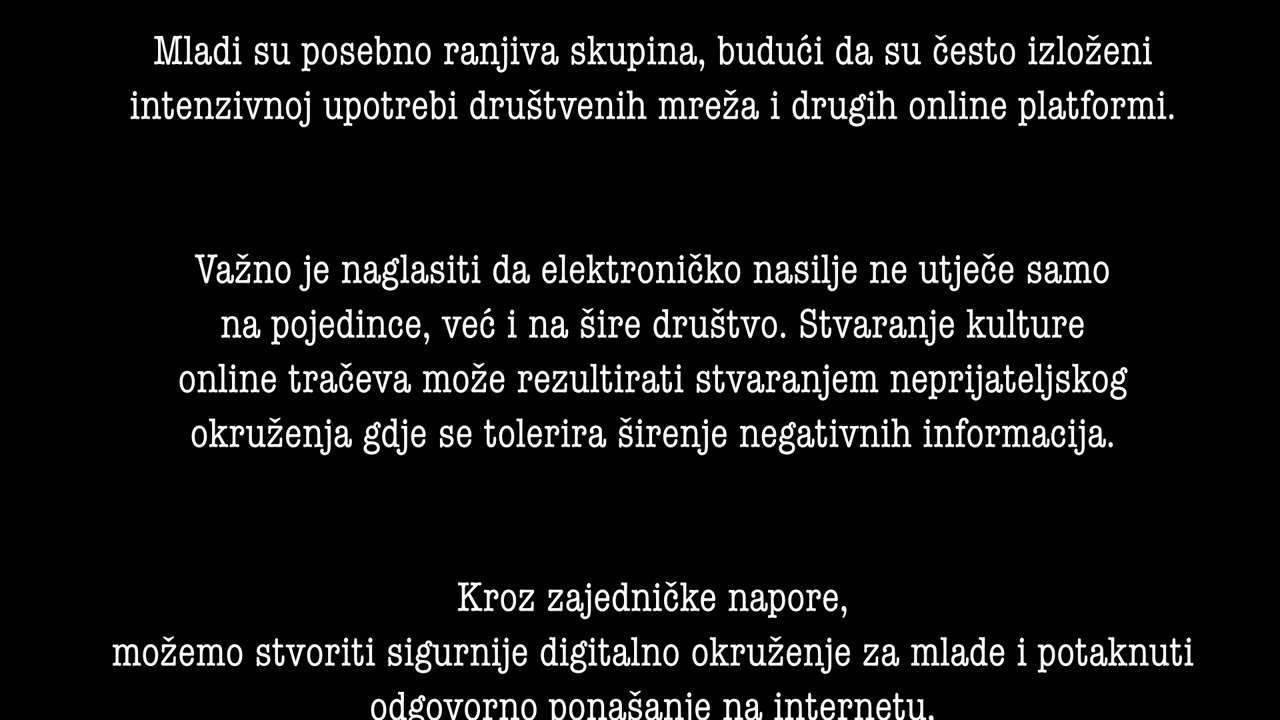 Mladi su posebno ranjiva skupina, budući da su često izloženi
intenzivnoj upotrebi društvenih mreža i drugih online platformi.
Važno je naglasiti da elektroničko nasilje ne utječe samo
na pojedince, već i na šire društvo. Stvaranje kulture
online tračeva može rezultirati stvaranjem neprijateljskog
okruženja gdje se tolerira širenje negativnih informacija.
Kroz zajedničke napore,
možemo stvoriti sigurnije digitalno okruženje za mlade i potaknuti
odgovorno ponašanje na internetu.